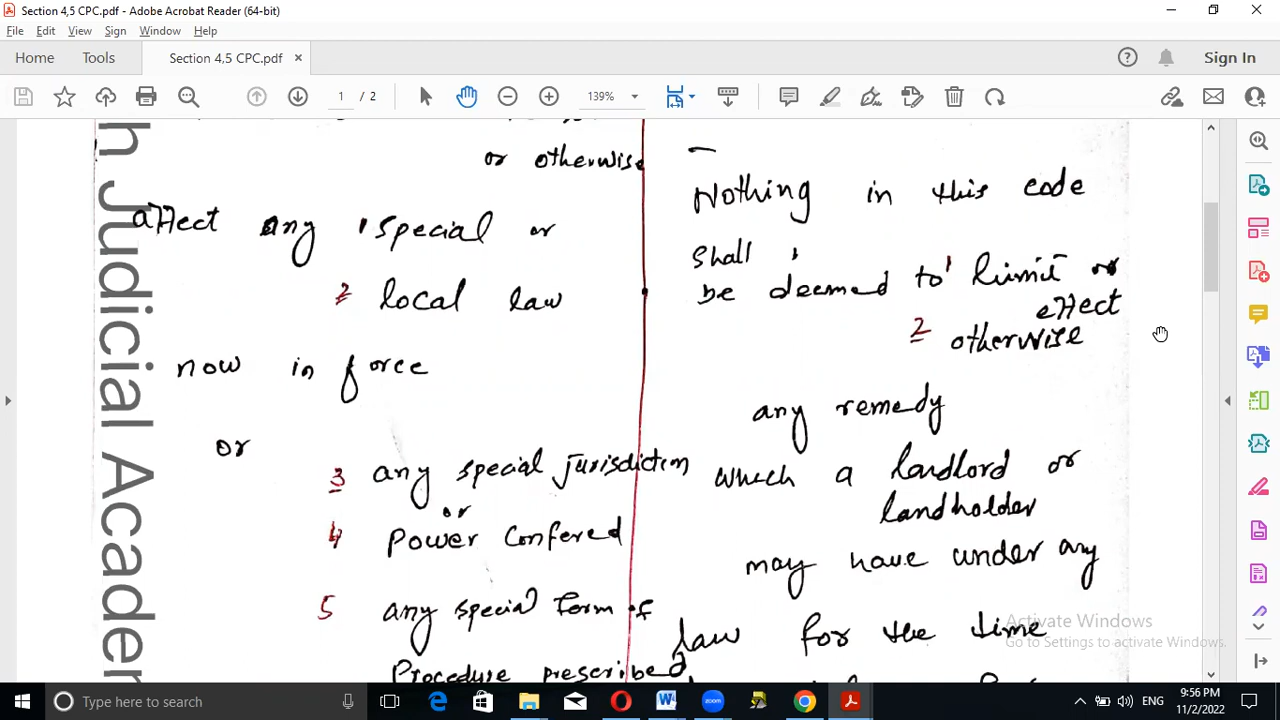 Section 4,5 CPC.pdf - Adobe Acrobat Reader (64-bit)
File Edit View Sign Window Help
Home Tools Section 4,5 CPC.pdf × Sign In
1 / 2 139%
or otherwise
affect any 1 special or
2 local law
now in force
or
3 any special jurisdiction
or
4 Power Confered
5 any special form of
Procedure prescribed
Nothing in this code
shall
be deemed to 1 limit or
effect
2 otherwise
any remedy
which a landlord or
landholder
may have under any
law for the time
h Judicial Academ
Activate Windows
Go to Settings to activate Windows.
Type here to search
ENG
9:56 PM
11/2/2022